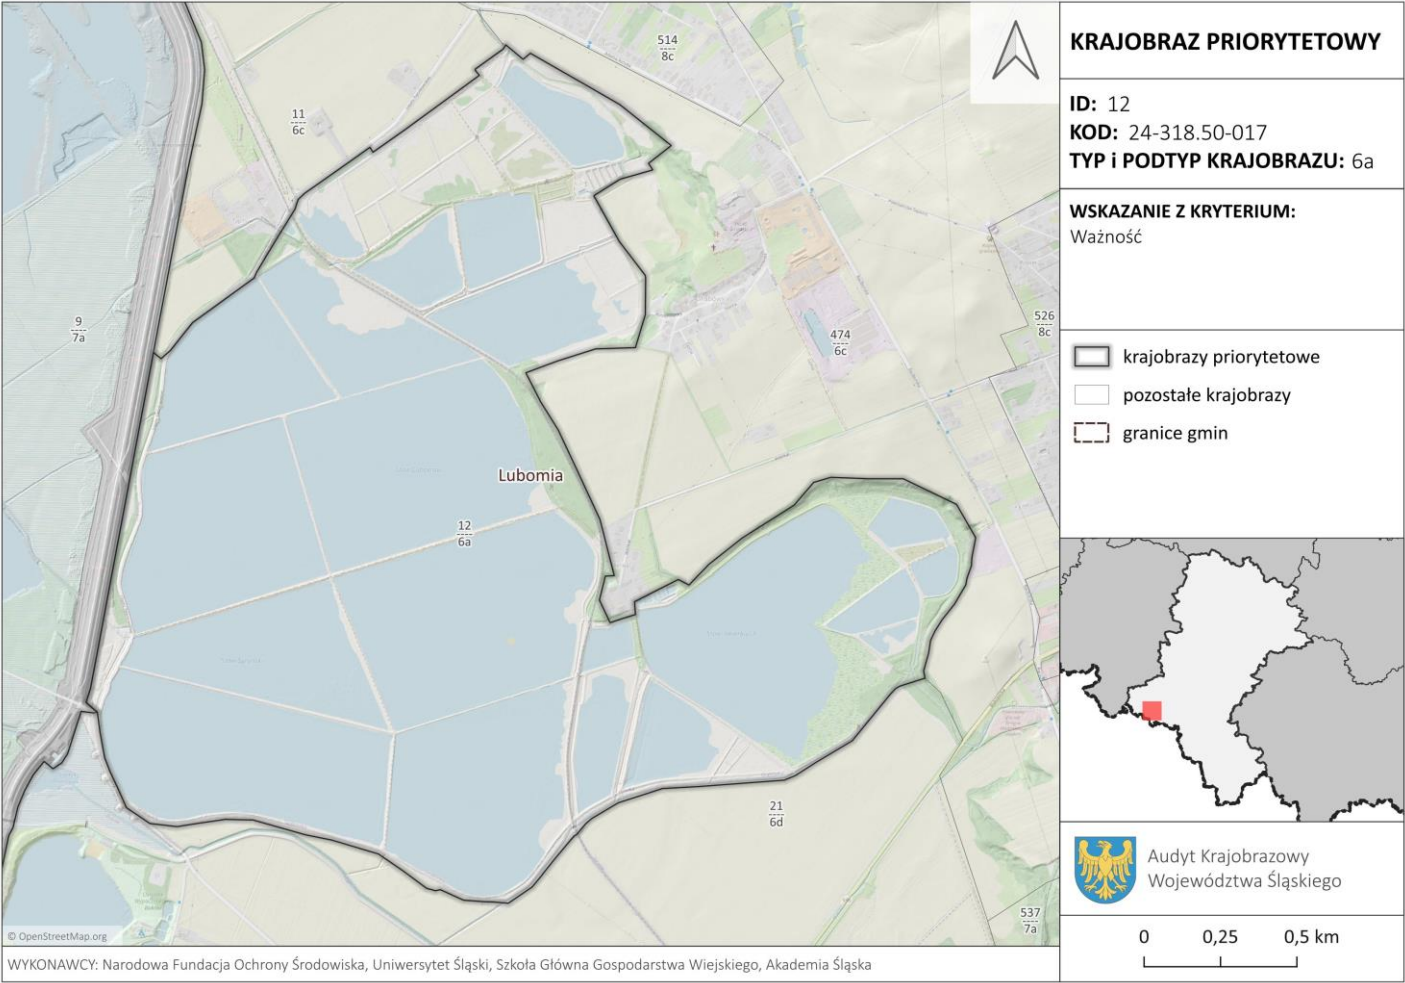 514
8c
11
6c
9
7a
474
6c
526
8c
Lubomia
12
6a
21
6d
537
7a
© OpenStreetMap.org
WYKONAWCY: Narodowa Fundacja Ochrony Środowiska, Uniwersytet Śląski, Szkoła Główna Gospodarstwa Wiejskiego, Akademia Śląska
KRAJOBRAZ PRIORYTETOWY
ID: 12
KOD: 24-318.50-017
TYP i PODTYP KRAJOBRAZU: 6a
WSKAZANIE Z KRYTERIUM:
Ważność
krajobrazy priorytetowe
pozostałe krajobrazy
granice gmin
Audyt Krajobrazowy
Województwa Śląskiego
0 0,25 0,5 km